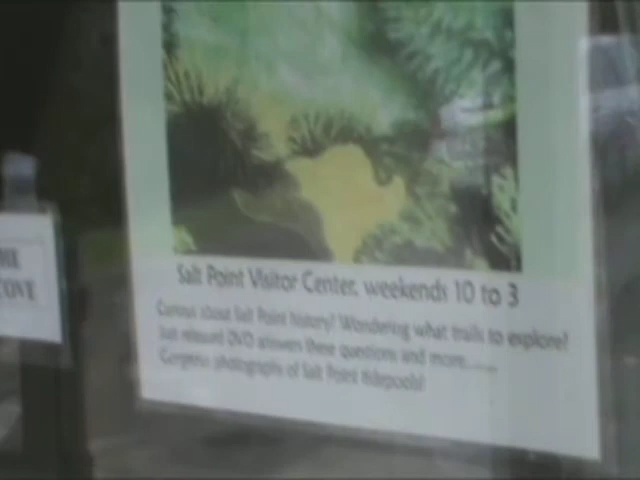 Salt Point Visitor Center, weekends 10 to 3
Curious about Salt Point history? Wondering what trails to explore?
Just released DVD answers these questions and more......
Gorgeous photographs of Salt Point tidepools!
COVE